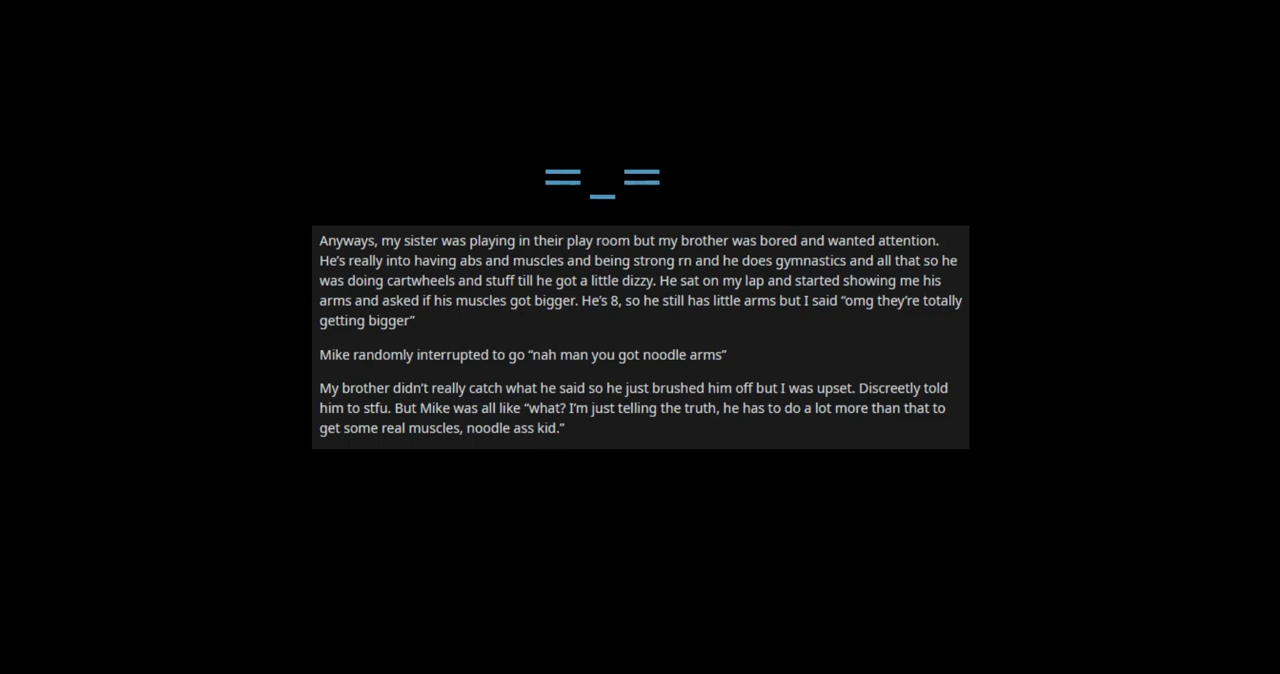 =_=
Anyways, my sister was playing in their play room but my brother was bored and wanted attention.
He’s really into having abs and muscles and being strong rn and he does gymnastics and all that so he
was doing cartwheels and stuff till he got a little dizzy. He sat on my lap and started showing me his
arms and asked if his muscles got bigger. He’s 8, so he still has little arms but I said “omg they’re totally
getting bigger”
Mike randomly interrupted to go “nah man you got noodle arms”
My brother didn’t really catch what he said so he just brushed him off but I was upset. Discreetly told
him to stfu. But Mike was all like “what? I’m just telling the truth, he has to do a lot more than that to
get some real muscles, noodle ass kid.”